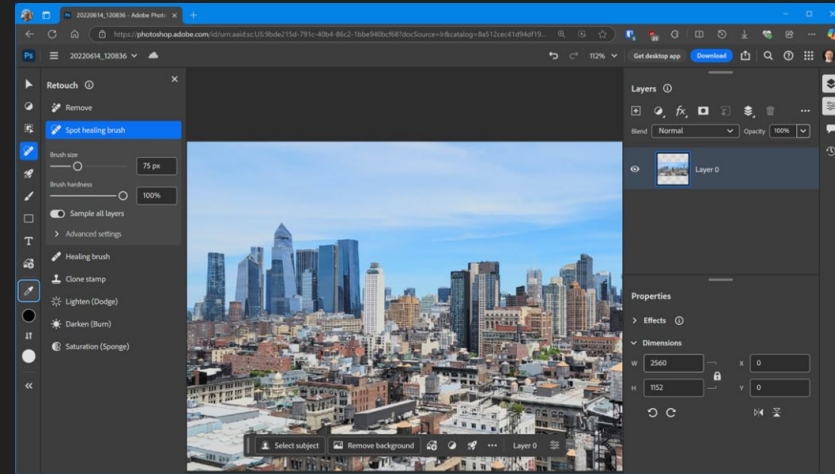 20220614_120836 - Adobe Phot
https://photoshop.adobe.com/id/urn:aaid:sc:US:9bde215d-791c-40b4-86c2-1bbe940bcf68?docSource=lr&catalog=8a512cec41d94df19...
Ps
20220614_120836
112%
Get desktop app
Download
Retouch
Remove
Spot healing brush
Brush size
75 px
Brush hardness
100%
Sample all layers
Advanced settings
Healing brush
Clone stamp
Lighten (Dodge)
Darken (Burn)
Saturation (Sponge)
T
Select subject
Remove background
Layer 0
Layers
fx
Blend
Normal
Opacity
100%
Layer 0
Properties
Effects
Dimensions
W
2560
X
0
H
1152
Y
0